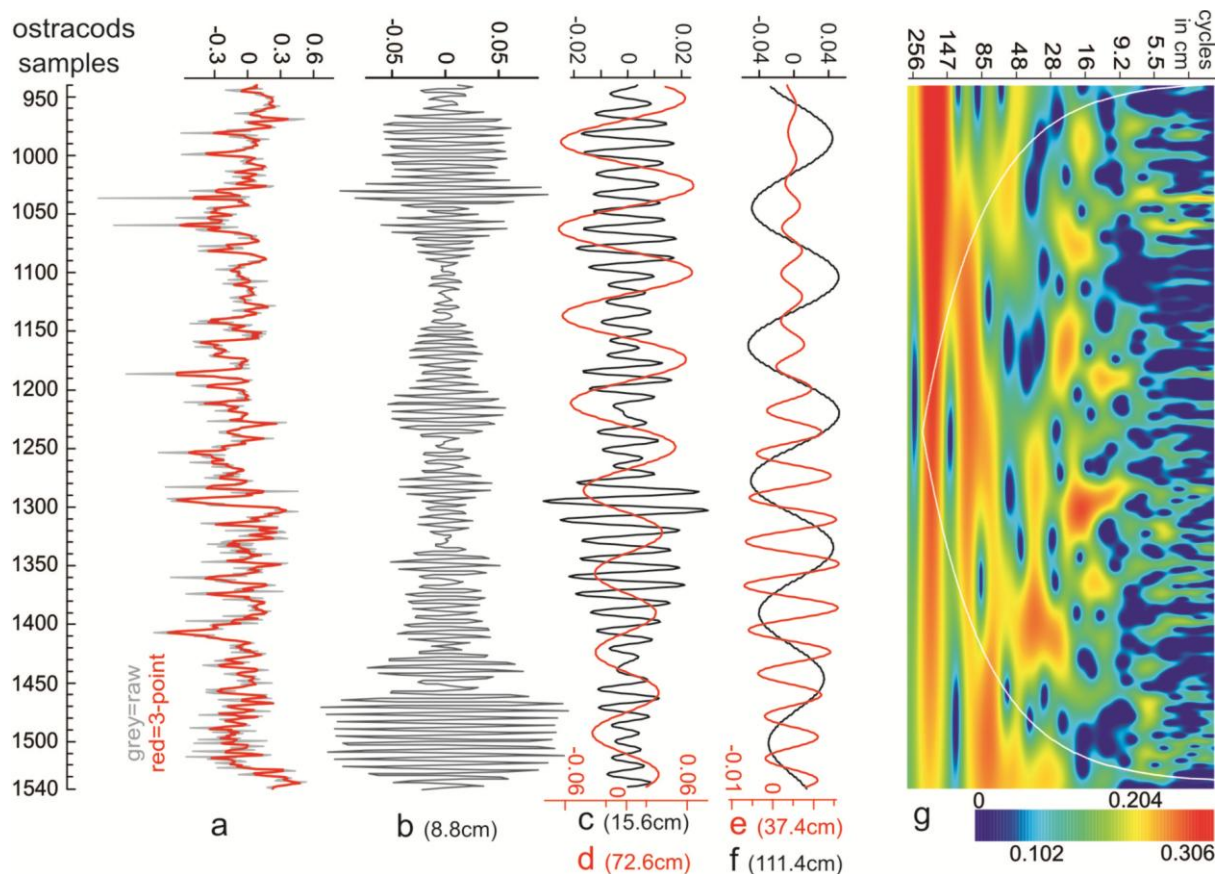 ostracods
samples
-0.3 0 0.3 0.6
-0.05 0 0.05
-0.02 0 0.02
-0.04 0 0.04
256 147 85 48 28 16 9.2 5.5 cycles in cm
950
1000
1050
1100
1150
1200
1250
1300
1350
1400
1450
1500
1540
grey=raw
red=3-point
-0.06 0 0.06
-0.01 0
a
b (8.8cm)
c (15.6cm)
d (72.6cm)
e (37.4cm)
f (111.4cm)
g
0 0.204
0.102 0.306